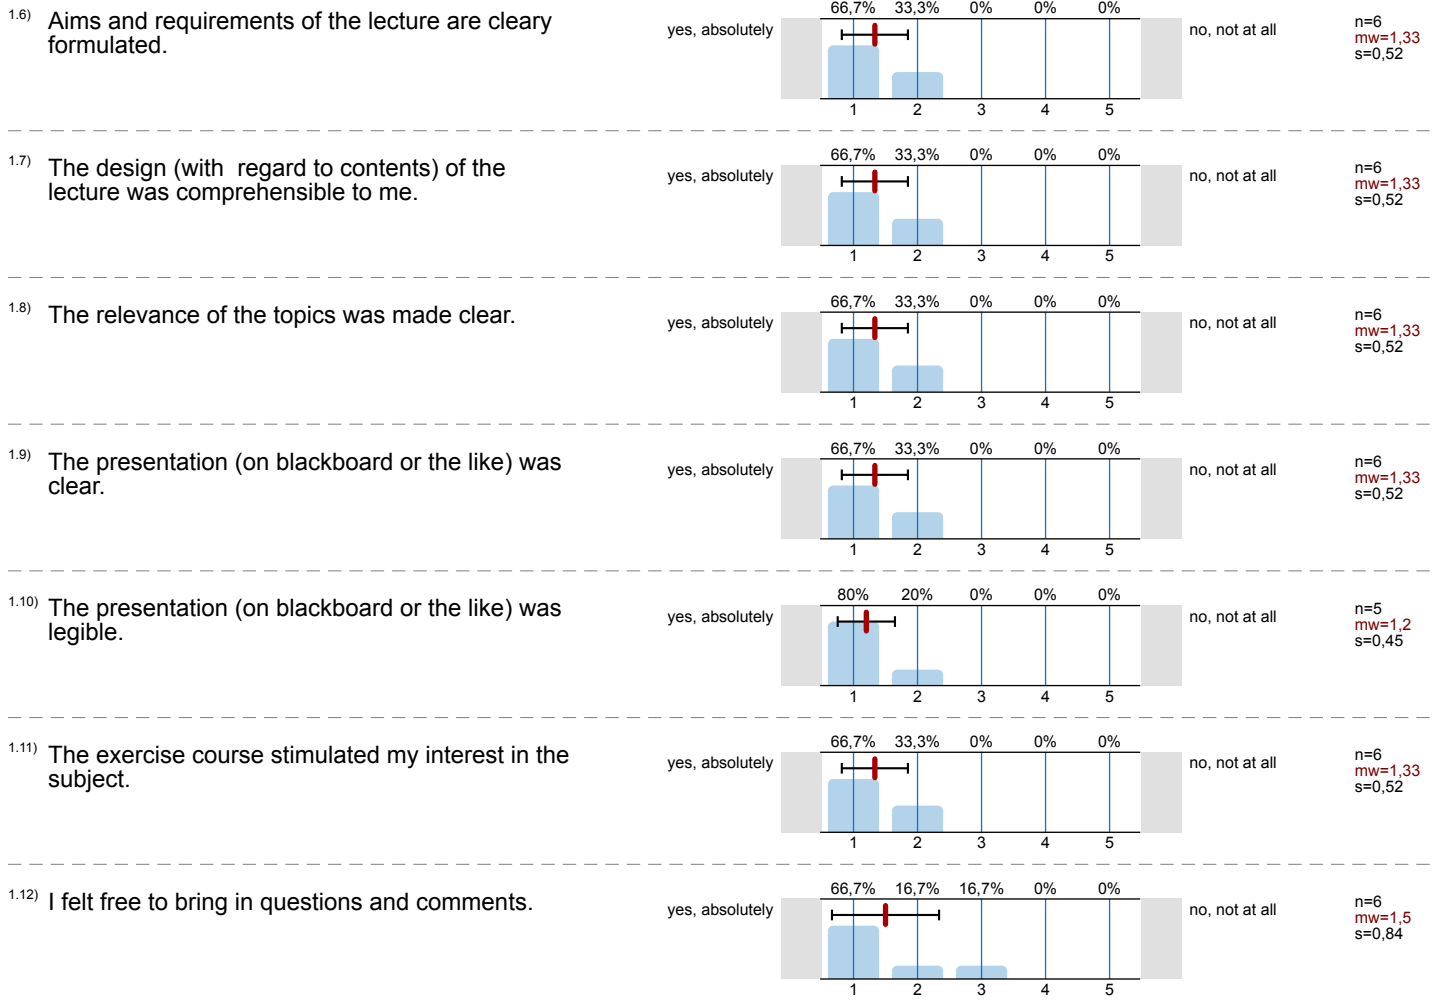 1.6) Aims and requirements of the lecture are cleary
formulated.
yes, absolutely
66,7% 33,3% 0% 0% 0%
1 2 3 4 5
no, not at all
n=6
mw=1,33
s=0,52
1.7) The design (with regard to contents) of the
lecture was comprehensible to me.
yes, absolutely
66,7% 33,3% 0% 0% 0%
1 2 3 4 5
no, not at all
n=6
mw=1,33
s=0,52
1.8) The relevance of the topics was made clear.
yes, absolutely
66,7% 33,3% 0% 0% 0%
1 2 3 4 5
no, not at all
n=6
mw=1,33
s=0,52
1.9) The presentation (on blackboard or the like) was
clear.
yes, absolutely
66,7% 33,3% 0% 0% 0%
1 2 3 4 5
no, not at all
n=6
mw=1,33
s=0,52
1.10) The presentation (on blackboard or the like) was
legible.
yes, absolutely
80% 20% 0% 0% 0%
1 2 3 4 5
no, not at all
n=5
mw=1,2
s=0,45
1.11) The exercise course stimulated my interest in the
subject.
yes, absolutely
66,7% 33,3% 0% 0% 0%
1 2 3 4 5
no, not at all
n=6
mw=1,33
s=0,52
1.12) I felt free to bring in questions and comments.
yes, absolutely
66,7% 16,7% 16,7% 0% 0%
1 2 3 4 5
no, not at all
n=6
mw=1,5
s=0,84